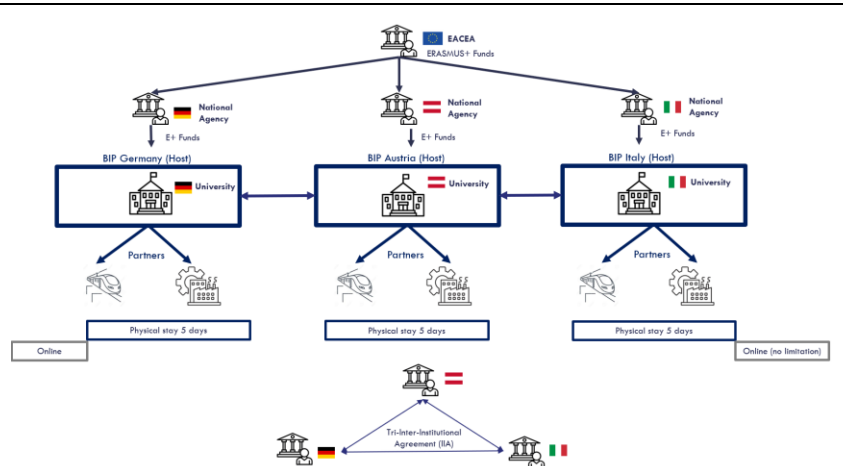 EACEA
ERASMUS+ Funds
National
Agency
National
Agency
National
Agency
E+ Funds
E+ Funds
E+ Funds
BIP Germany (Host)
BIP Austria (Host)
BIP Italy (Host)
University
University
University
Partners
Partners
Partners
Physical stay 5 days
Physical stay 5 days
Physical stay 5 days
Online
Online (no limitation)
Tri-Inter-Institutional
Agreement (IIA)